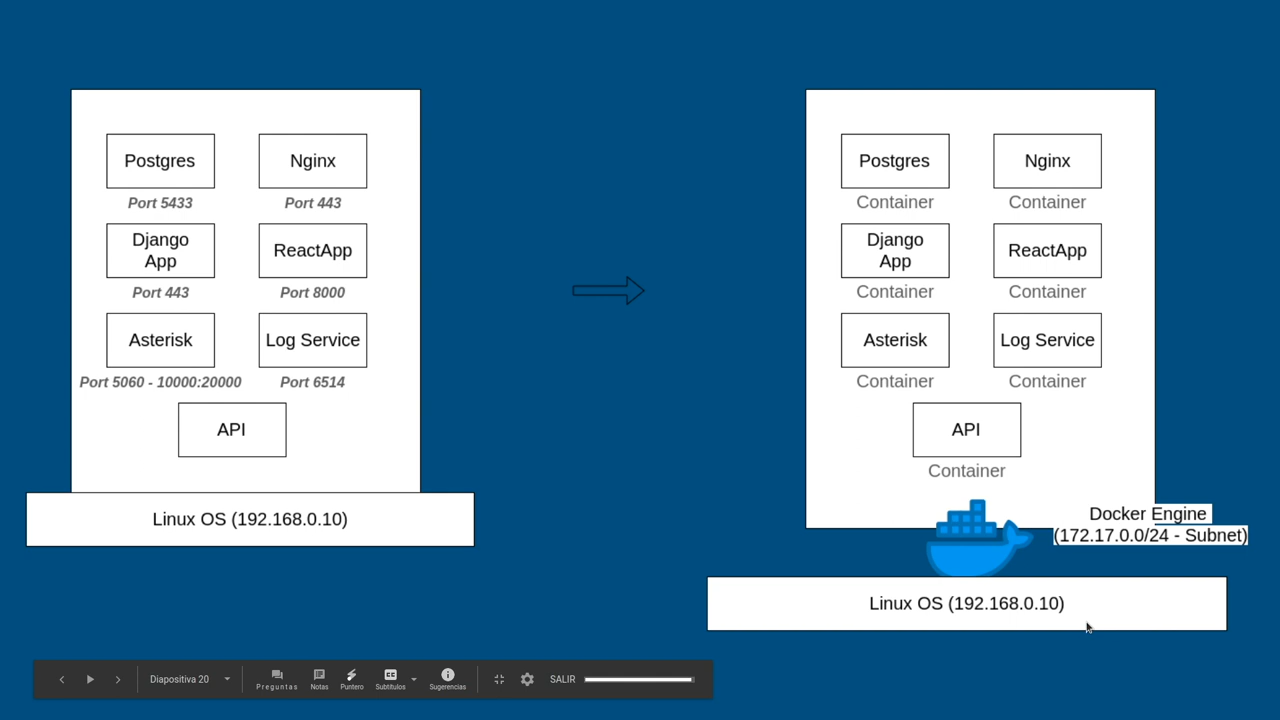 Postgres
Nginx
Port 5433
Port 443
Django
App
ReactApp
Port 443
Port 8000
Asterisk
Log Service
Port 5060 - 10000:20000
Port 6514
API
Linux OS (192.168.0.10)
Postgres
Nginx
Container
Container
Django
App
ReactApp
Container
Container
Asterisk
Log Service
Container
Container
API
Container
Docker Engine
(172.17.0.0/24 - Subnet)
Linux OS (192.168.0.10)
Diapositiva 20
Preguntas
Notas
Puntero
CC
Subtítulos
Sugerencias
SALIR